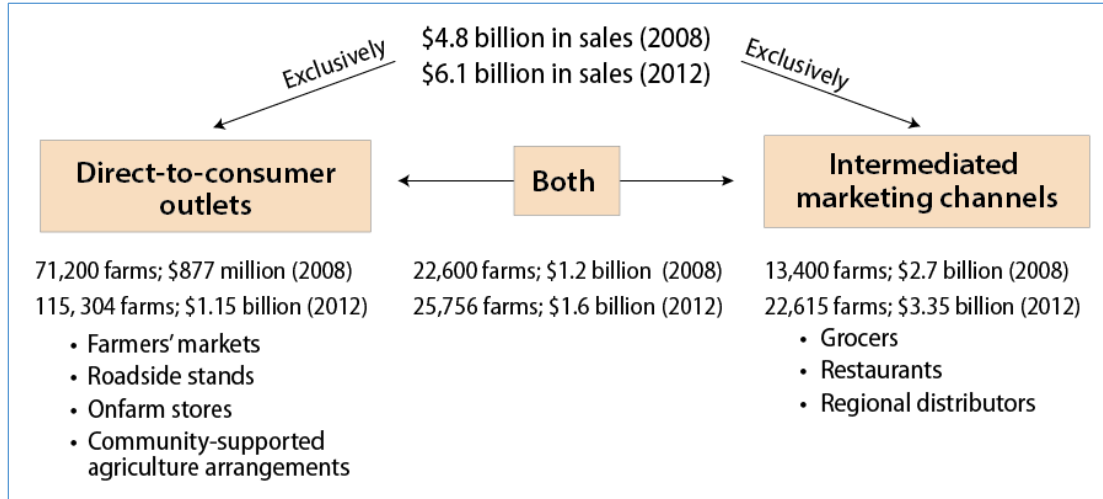 $4.8 billion in sales (2008)
$6.1 billion in sales (2012)
Exclusively
Exclusively
Direct-to-consumer
outlets
Both
Intermediated
marketing channels
71,200 farms; $877 million (2008)
115, 304 farms; $1.15 billion (2012)
• Farmers' markets
• Roadside stands
• Onfarm stores
• Community-supported
agriculture arrangements
22,600 farms; $1.2 billion (2008)
25,756 farms; $1.6 billion (2012)
13,400 farms; $2.7 billion (2008)
22,615 farms; $3.35 billion (2012)
• Grocers
• Restaurants
• Regional distributors